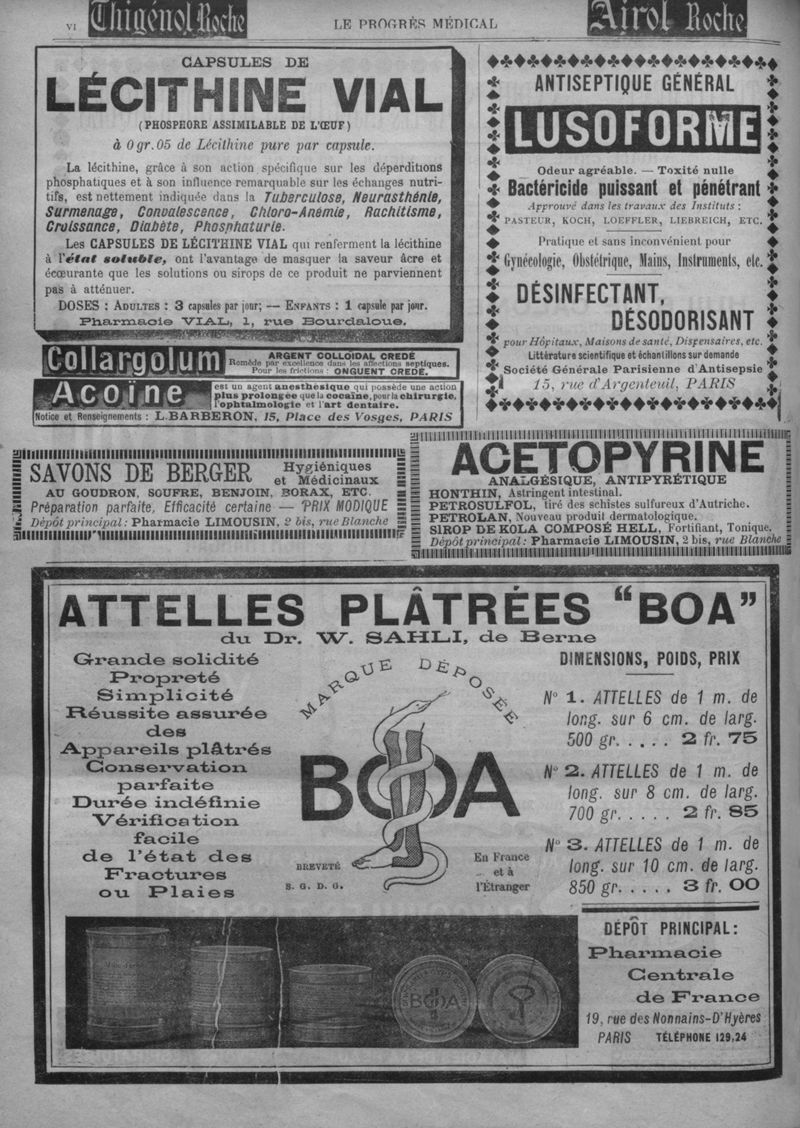 VI
Thigénol Roche
LE PROGRÈS MÉDICAL
Airol Roche
CAPSULES DE
LÉCITHINE VIAL
(PHOSPHORE ASSIMILABLE DE L'ŒUF)
à 0 gr. 05 de Lécithine pure par capsule.
La lécithine, grâce à son action spécifique sur les déperditions
phosphatiques et à son influence remarquable sur les échanges nutri-
tifs, est nettement indiquée dans la Tuberculose, Neurasthénie,
Surmenage, Convalescence, Chloro-Anémie, Rachitisme,
Croissance, Diabète, Phosphaturie.
Les CAPSULES DE LÉCITHINE VIAL qui renferment la lécithine
à l'état soluble, ont l'avantage de masquer la saveur âcre et
écœurante que les solutions ou sirops de ce produit ne parviennent
pas à atténuer.
DOSES : ADULTES : 3 capsules par jour; — ENFANTS : 1 capsule par jour.
Pharmacie VIAL, 1, rue Bourdaloue.
ANTISEPTIQUE GÉNÉRAL
LUSOFORME
Odeur agréable. — Toxité nulle
Bactéricide puissant et pénétrant
Approuvé dans les travaux des Instituts :
PASTEUR, KOCH, LOEFFLER, LIEBREICH, ETC.
Pratique et sans inconvénient pour
Gynécologie, Obstétrique, Mains, Instruments, etc.
DÉSINFECTANT,
DÉSODORISANT
pour Hôpitaux, Maisons de santé, Dispensaires, etc.
Littérature scientifique et échantillons sur demande
Société Générale Parisienne d'Antisepsie
15, rue d'Argenteuil, PARIS
Collargolum
ARGENT COLLOÏDAL CREDÉ
Remède par excellence dans les affections septiques.
Pour les frictions : ONGUENT CREDÉ.
Acoïne
est un agent anesthésique qui possède une action
plus prolongée que la cocaïne, pour la chirurgie,
l'ophtalmologie et l'art dentaire.
Notice et Renseignements : L. BARBERON, 15, Place des Vosges, PARIS
SAVONS DE BERGER Hygiéniques
et Médicinaux
AU GOUDRON, SOUFRE, BENJOIN, BORAX, ETC.
Préparation parfaite, Efficacité certaine — PRIX MODIQUE
Dépôt principal : Pharmacie LIMOUSIN, 2 bis, rue Blanche
ACETOPYRINE
ANALGÉSIQUE, ANTIPYRÉTIQUE
HONTHIN, Astringent intestinal.
PETROSULFOL, tiré des schistes sulfureux d'Autriche.
PETROLAN, Nouveau produit dermatologique.
SIROP DE KOLA COMPOSÉ HELL, Fortifiant, Tonique.
Dépôt principal : Pharmacie LIMOUSIN, 2 bis, rue Blanche
ATTELLES PLÂTRÉES "BOA"
du Dr. W. SAHLI, de Berne
Grande solidité
Propreté
Simplicité
Réussite assurée
des
Appareils plâtrés
Conservation
parfaite
Durée indéfinie
Vérification
facile
de l'état des
Fractures
ou Plaies
MARQUE DÉPOSÉE
BOA
BREVETÉ
S. G. D. G.
En France
et à
l'Étranger
DIMENSIONS, POIDS, PRIX
N° 1. ATTELLES de 1 m. de
long. sur 6 cm. de larg.
500 gr. . . . . 2 fr. 75
N° 2. ATTELLES de 1 m. de
long. sur 8 cm. de larg.
700 gr. . . . . 2 fr. 85
N° 3. ATTELLES de 1 m. de
long. sur 10 cm. de larg.
850 gr. . . . . 3 fr. 00
BOA
DÉPÔT PRINCIPAL :
Pharmacie
Centrale
de France
19, rue des Nonnains-D'Hyères
PARIS TÉLÉPHONE 129,24